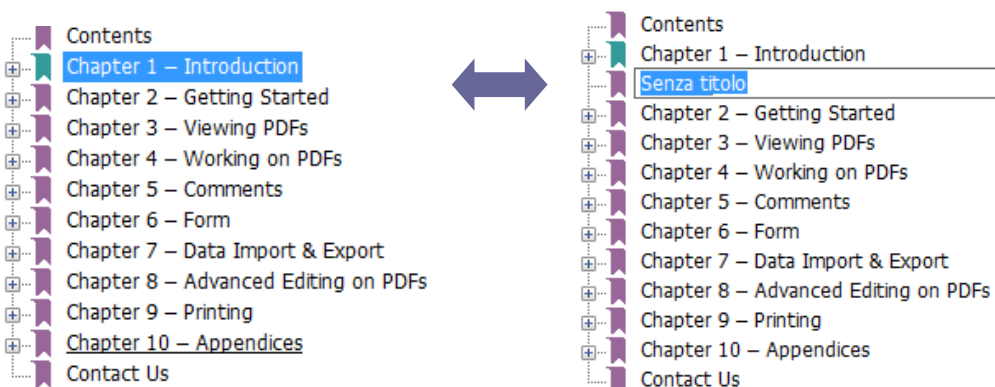 Contents
Chapter 1 – Introduction
Chapter 2 – Getting Started
Chapter 3 – Viewing PDFs
Chapter 4 – Working on PDFs
Chapter 5 – Comments
Chapter 6 – Form
Chapter 7 – Data Import & Export
Chapter 8 – Advanced Editing on PDFs
Chapter 9 – Printing
Chapter 10 – Appendices
Contact Us
Contents
Chapter 1 – Introduction
Senza titolo
Chapter 2 – Getting Started
Chapter 3 – Viewing PDFs
Chapter 4 – Working on PDFs
Chapter 5 – Comments
Chapter 6 – Form
Chapter 7 – Data Import & Export
Chapter 8 – Advanced Editing on PDFs
Chapter 9 – Printing
Chapter 10 – Appendices
Contact Us